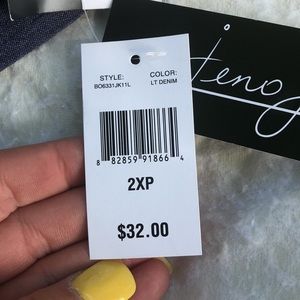 STYLE: COLOR:
BO6331JK11L LT DENIM
8 82859 91866 4
2XP
$32.00